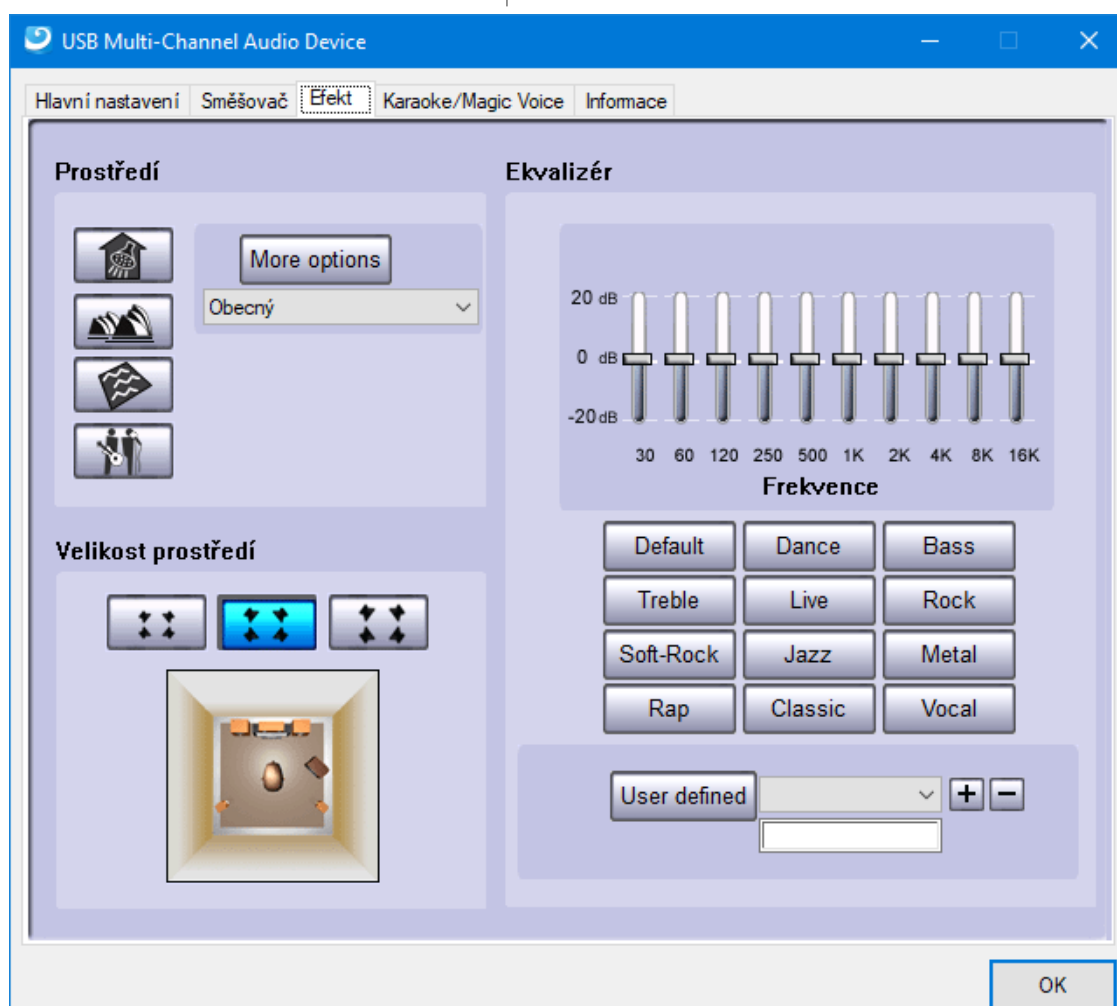 USB Multi-Channel Audio Device
Hlavní nastavení Směšovač Efekt Karaoke/Magic Voice Informace
Prostředí
More options
Obecný
Velikost prostředí
Ekvalizér
20 dB
0 dB
-20 dB
30 60 120 250 500 1K 2K 4K 8K 16K
Frekvence
Default Dance Bass
Treble Live Rock
Soft-Rock Jazz Metal
Rap Classic Vocal
User defined
OK